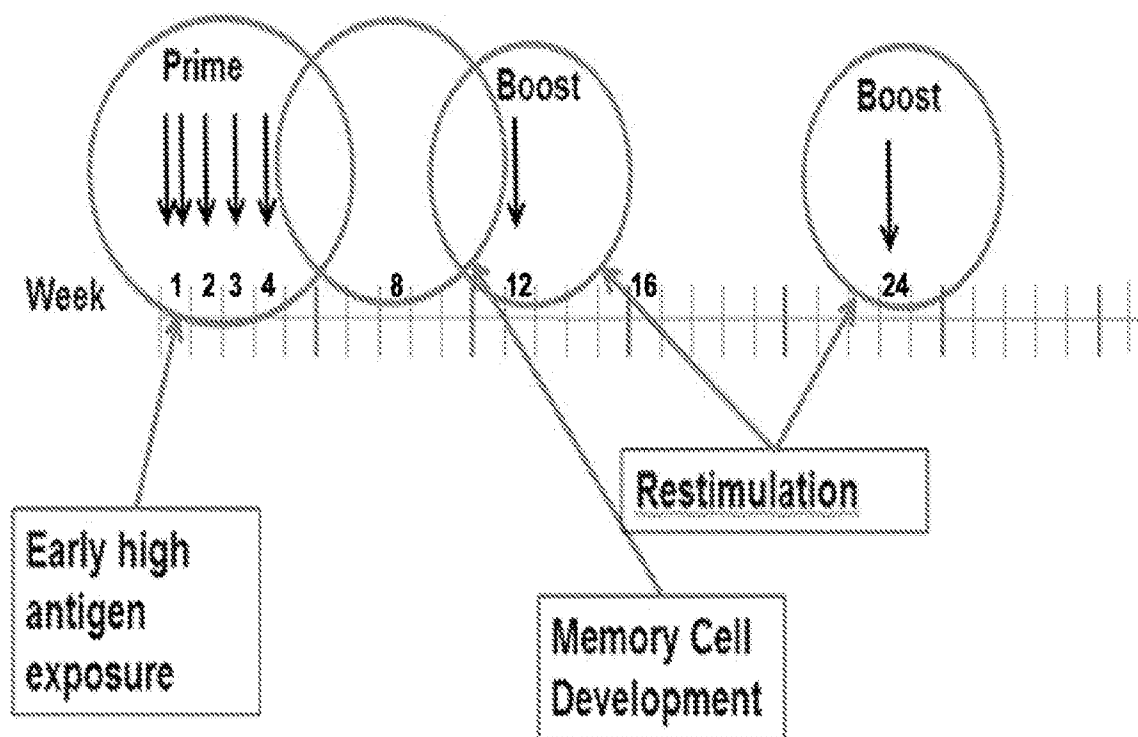 Prime
Boost
Boost
Week 1 2 3 4 8 12 16 24
Restimulation
Early high
antigen
exposure
Memory Cell
Development